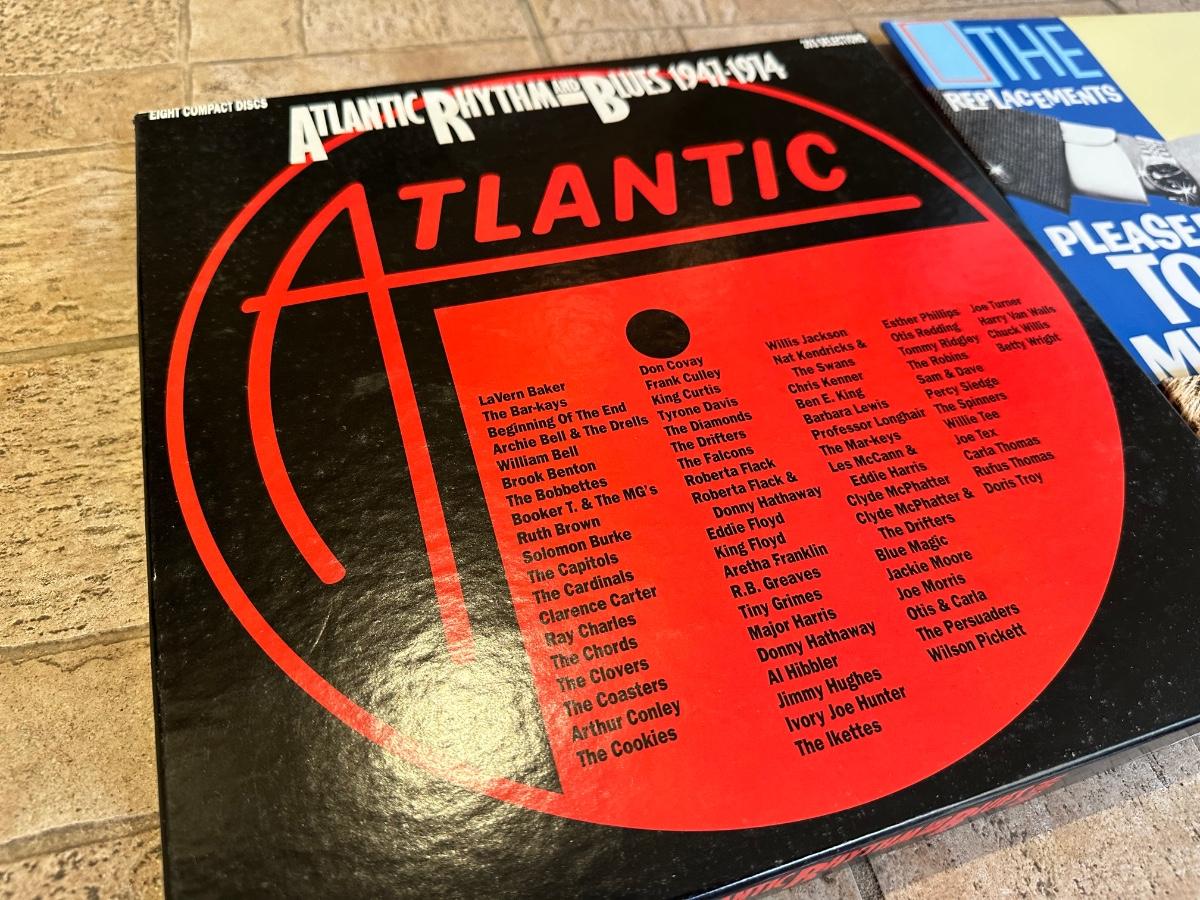 EIGHT COMPACT DISCS
203 SELECTIONS
ATLANTIC RHYTHM AND BLUES 1947-1974
ATLANTIC
LaVern Baker
The Bar-kays
Beginning Of The End
Archie Bell & The Drells
William Bell
Brook Benton
The Bobbettes
Booker T. & The MG's
Ruth Brown
Solomon Burke
The Capitols
The Cardinals
Clarence Carter
Ray Charles
The Chords
The Clovers
The Coasters
Arthur Conley
The Cookies
Don Covay
Frank Culley
King Curtis
Tyrone Davis
The Diamonds
The Drifters
The Falcons
Roberta Flack
Roberta Flack &
Donny Hathaway
Eddie Floyd
King Floyd
Aretha Franklin
R.B. Greaves
Tiny Grimes
Major Harris
Donny Hathaway
Al Hibbler
Jimmy Hughes
Ivory Joe Hunter
The Ikettes
Willis Jackson
Nat Kendricks &
The Swans
Chris Kenner
Ben E. King
Barbara Lewis
Professor Longhair
The Mar-keys
Les McCann &
Eddie Harris
Clyde McPhatter
Clyde McPhatter &
The Drifters
Blue Magic
Jackie Moore
Joe Morris
Otis & Carla
The Persuaders
Wilson Pickett
Esther Phillips
Otis Redding
Tommy Ridgley
The Robins
Sam & Dave
Percy Sledge
The Spinners
Willie Tee
Joe Tex
Carla Thomas
Rufus Thomas
Doris Troy
Joe Turner
Harry Van Walls
Chuck Willis
Betty Wright
THE
REPLACEMENTS
PLEASE
TO
M